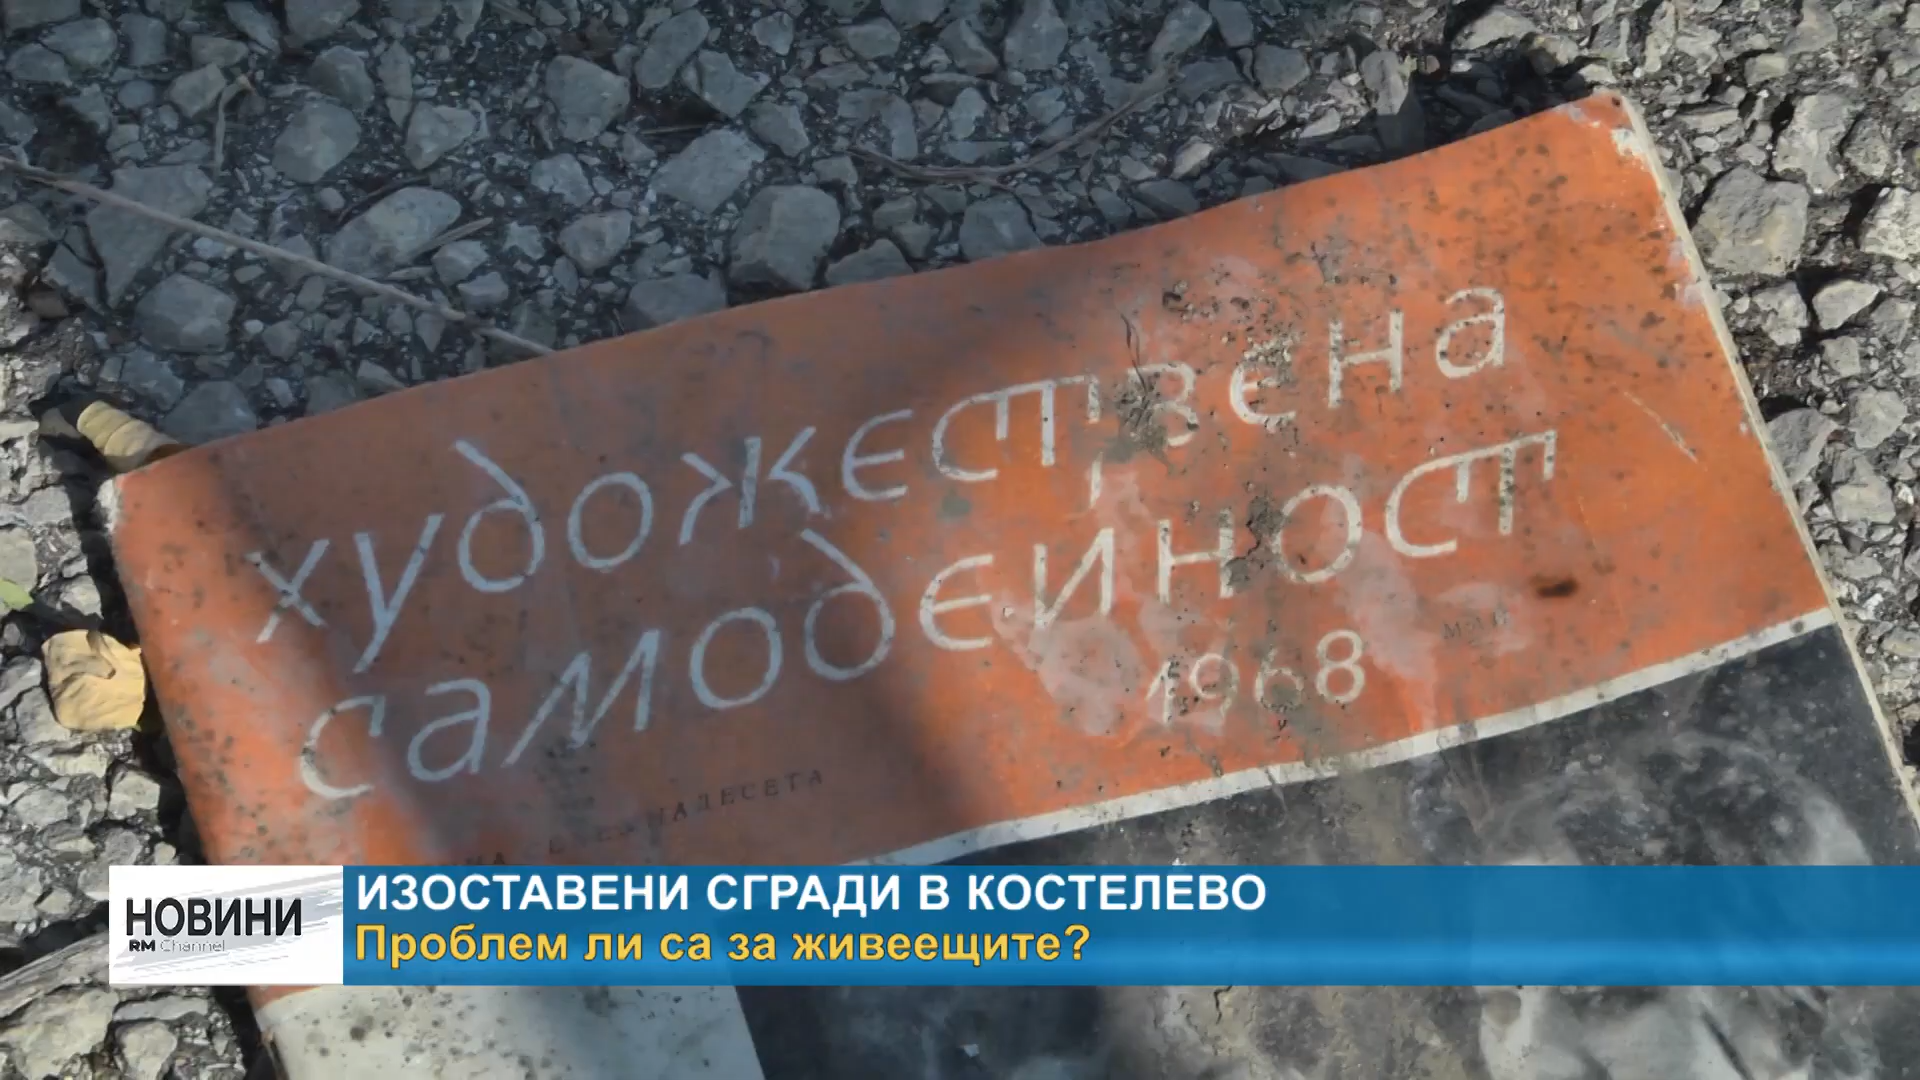 художествена
самодейност
1968
НОВИНИ
RM Channel
ИЗОСТАВЕНИ СГРАДИ В КОСТЕЛЕВО
Проблем ли са за живеещите?